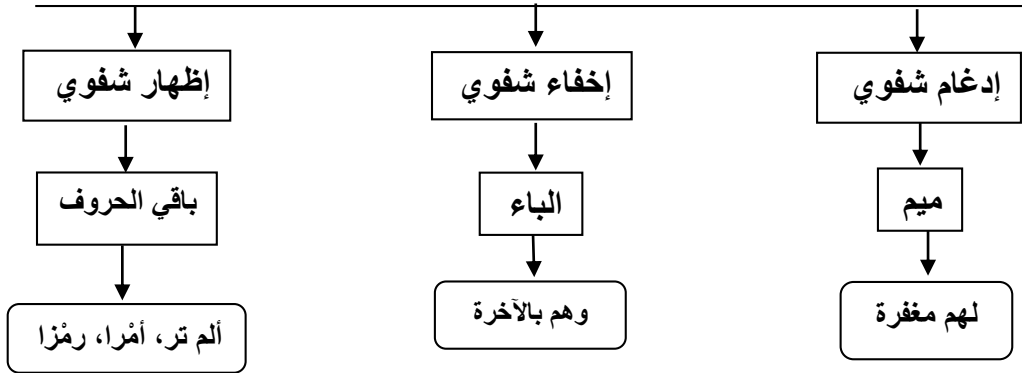 إدغام شفوي
إخفاء شفوي
إظهار شفوي
ميم
الباء
باقي الحروف
لهم مغفرة
وهم بالآخرة
ألم تر، أمْرا، رمْزا